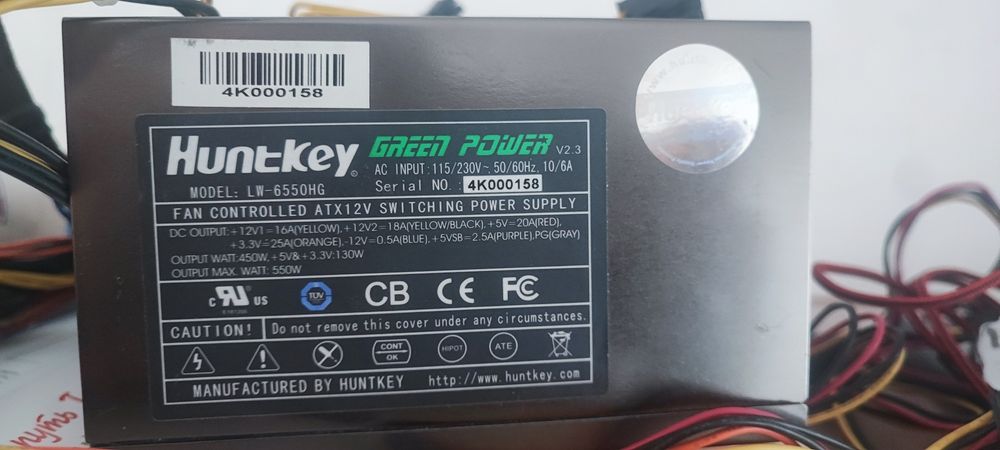 4K000158
Huntkey GREEN POWER V2.3
AC INPUT:115/230V~.50/60Hz, 10/6A
MODEL: LW-6550HG Serial NO.: 4K000158
FAN CONTROLLED ATX12V SWITCHING POWER SUPPLY
DC OUTPUT:+12V1=16A(YELLOW),+12V2=18A(YELLOW/BLACK),+5V=20A(RED),
+3.3V=25A(ORANGE),-12V=0.5A(BLUE),+5VSB=2.5A(PURPLE),PG(GRAY)
OUTPUT WATT:450W,+5V&+3.3V:130W
OUTPUT MAX. WATT: 550W
c RU US TÜV CB CE FC
CAUTION! Do not remove this cover under any circumstances.
CONT OK HIPOT ATE
MANUFACTURED BY HUNTKEY http://www.huntkey.com